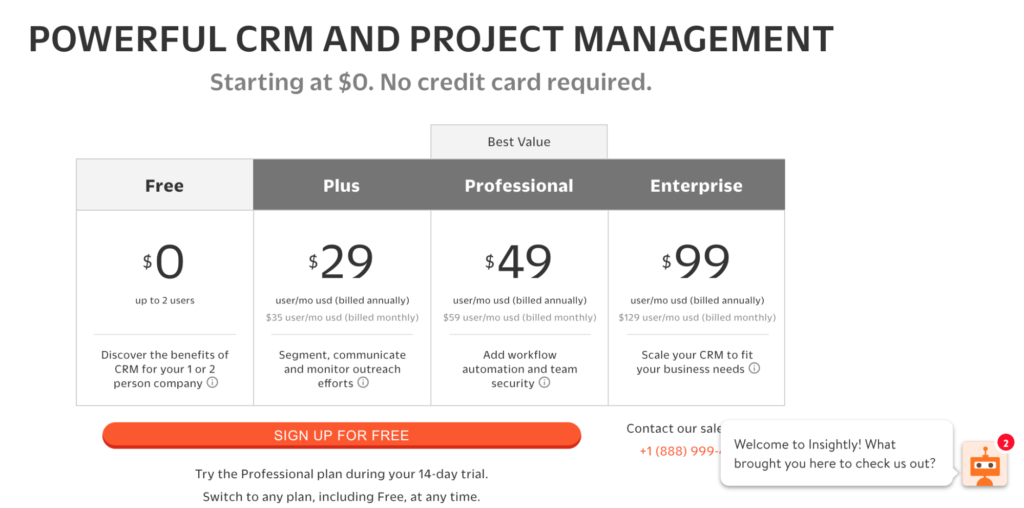 POWERFUL CRM AND PROJECT MANAGEMENT
Starting at $0. No credit card required.
Best Value
Free
Plus
Professional
Enterprise
$0
up to 2 users
Discover the benefits of
CRM for your 1 or 2
person company
$29
user/mo usd (billed annually)
$35 user/mo usd (billed monthly)
Segment, communicate
and monitor outreach
efforts
$49
user/mo usd (billed annually)
$59 user/mo usd (billed monthly)
Add workflow
automation and team
security
$99
user/mo usd (billed annually)
$129 user/mo usd (billed monthly)
Scale your CRM to fit
your business needs
SIGN UP FOR FREE
Try the Professional plan during your 14-day trial.
Switch to any plan, including Free, at any time.
Contact our
+1 (888) 999-
Welcome to Insightly! What
brought you here to check us out?
2